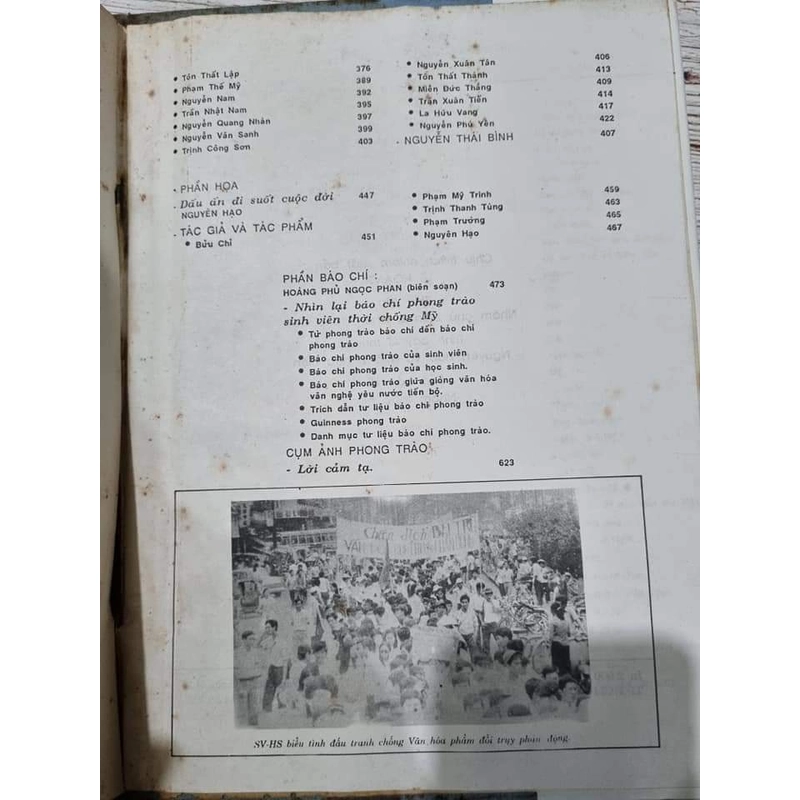 • Tôn Thất Lập 376
• Phạm Thế Mỹ 389
• Nguyễn Nam 392
• Trần Nhật Nam 395
• Nguyễn Quang Nhàn 397
• Nguyễn Văn Sanh 399
• Trịnh Công Sơn 403
• Nguyễn Xuân Tân 406
• Tôn Thất Thành 413
• Miên Đức Thắng 409
• Trần Xuân Tiến 414
• La Hữu Vang 417
• Nguyễn Phú Yên 422
. NGUYỄN THÁI BÌNH 407
. PHẦN HỌA
. Dấu ấn đi suốt cuộc đời 447
NGUYÊN HẠO
. TÁC GIẢ VÀ TÁC PHẨM
• Bửu Chỉ 451
• Phạm Mỹ Trinh 459
• Trịnh Thanh Tùng 463
• Phạm Trướng 465
• Nguyên Hạo 467
PHẦN BÁO CHÍ :
HOÀNG PHỦ NGỌC PHAN (biên soạn) 473
- Nhìn lại báo chí phong trào
sinh viên thời chống Mỹ
• Từ phong trào báo chí đến báo chí
phong trào
• Báo chí phong trào của sinh viên
• Báo chí phong trào của học sinh.
• Báo chí phong trào giữa giòng văn hóa
văn nghệ yêu nước tiến bộ.
• Trích dẫn tư liệu báo chí phong trào
• Guinness phong trào
• Danh mục tư liệu báo chí phong trào.
CỤM ẢNH PHONG TRÀO
- Lời cảm tạ. 623
Chiến dịch BÀI TRỪ
VĂN
SV-HS biểu tình đấu tranh chống Văn hóa phẩm đồi trụy phản động.